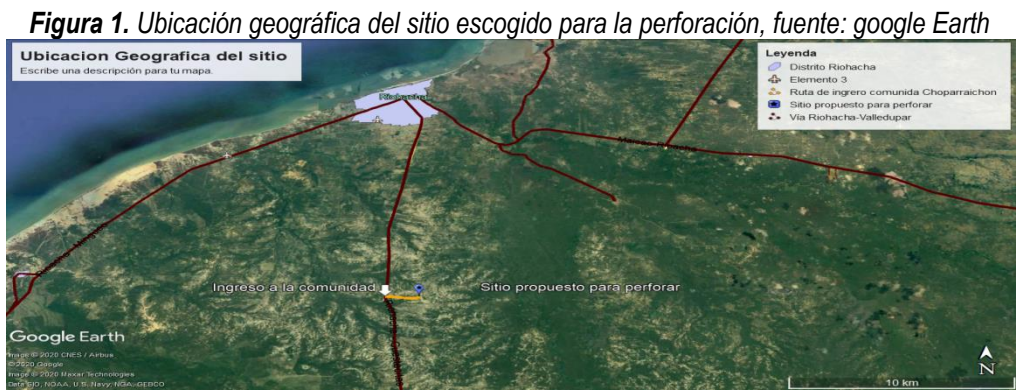 Figura 1. Ubicación geográfica del sitio escogido para la perforación, fuente: google Earth
Ubicacion Geografica del sitio
Escribe una descripción para tu mapa.
Leyenda
Distrito Riohacha
Elemento 3
Ruta de ingrero comunida Choparraichon
Sitio propuesto para perforar
Vía Riohacha-Valledupar
Riohacha
Riohacha
Ingreso a la comunidad
Sitio propuesto para perforar
Google Earth
Image © 2020 CNES / Airbus
© 2020 Google
Image © 2020 Maxar Technologies
Data SIO, NOAA, U.S. Navy, NGA, GEBCO
N
10 km